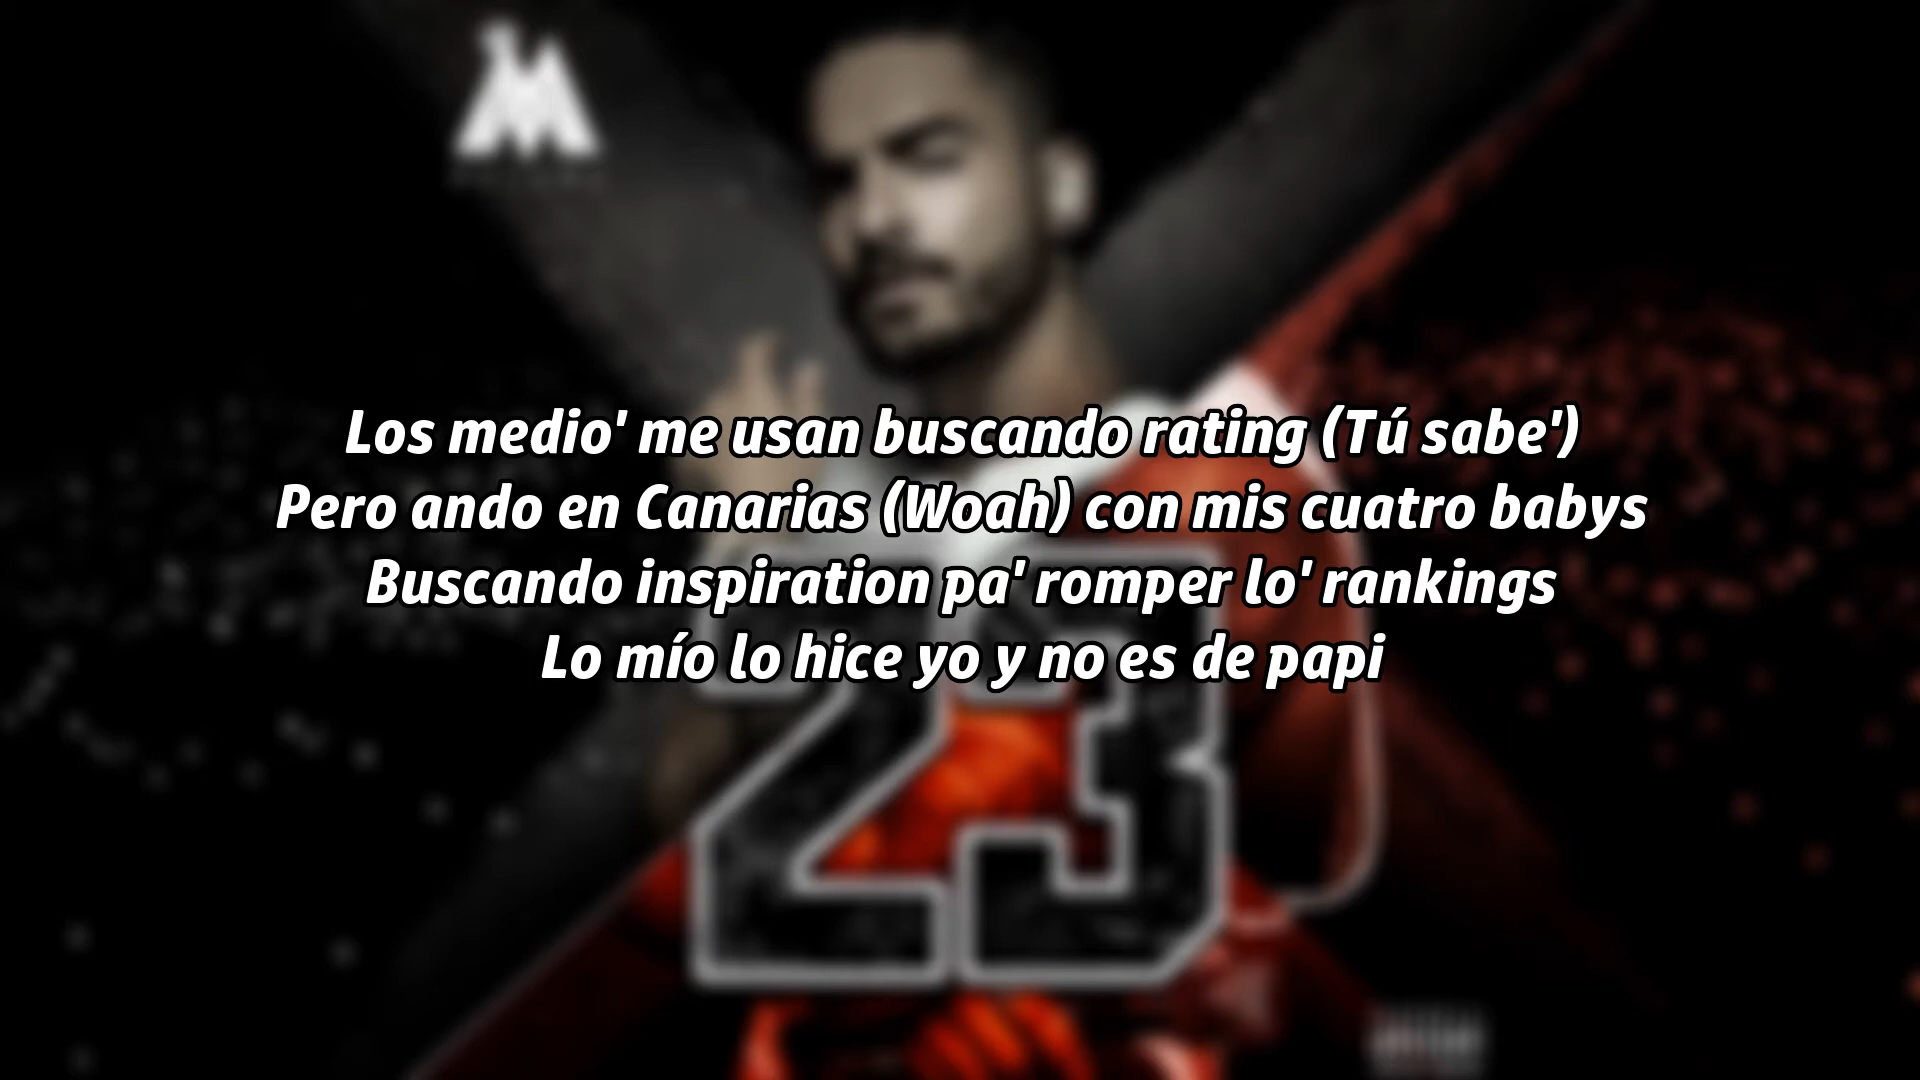 Los medio' me usan buscando rating (Tú sabe')
Pero ando en Canarias (Woah) con mis cuatro babys
Buscando inspiration pa' romper lo' rankings
Lo mío lo hice yo y no es de papi
23